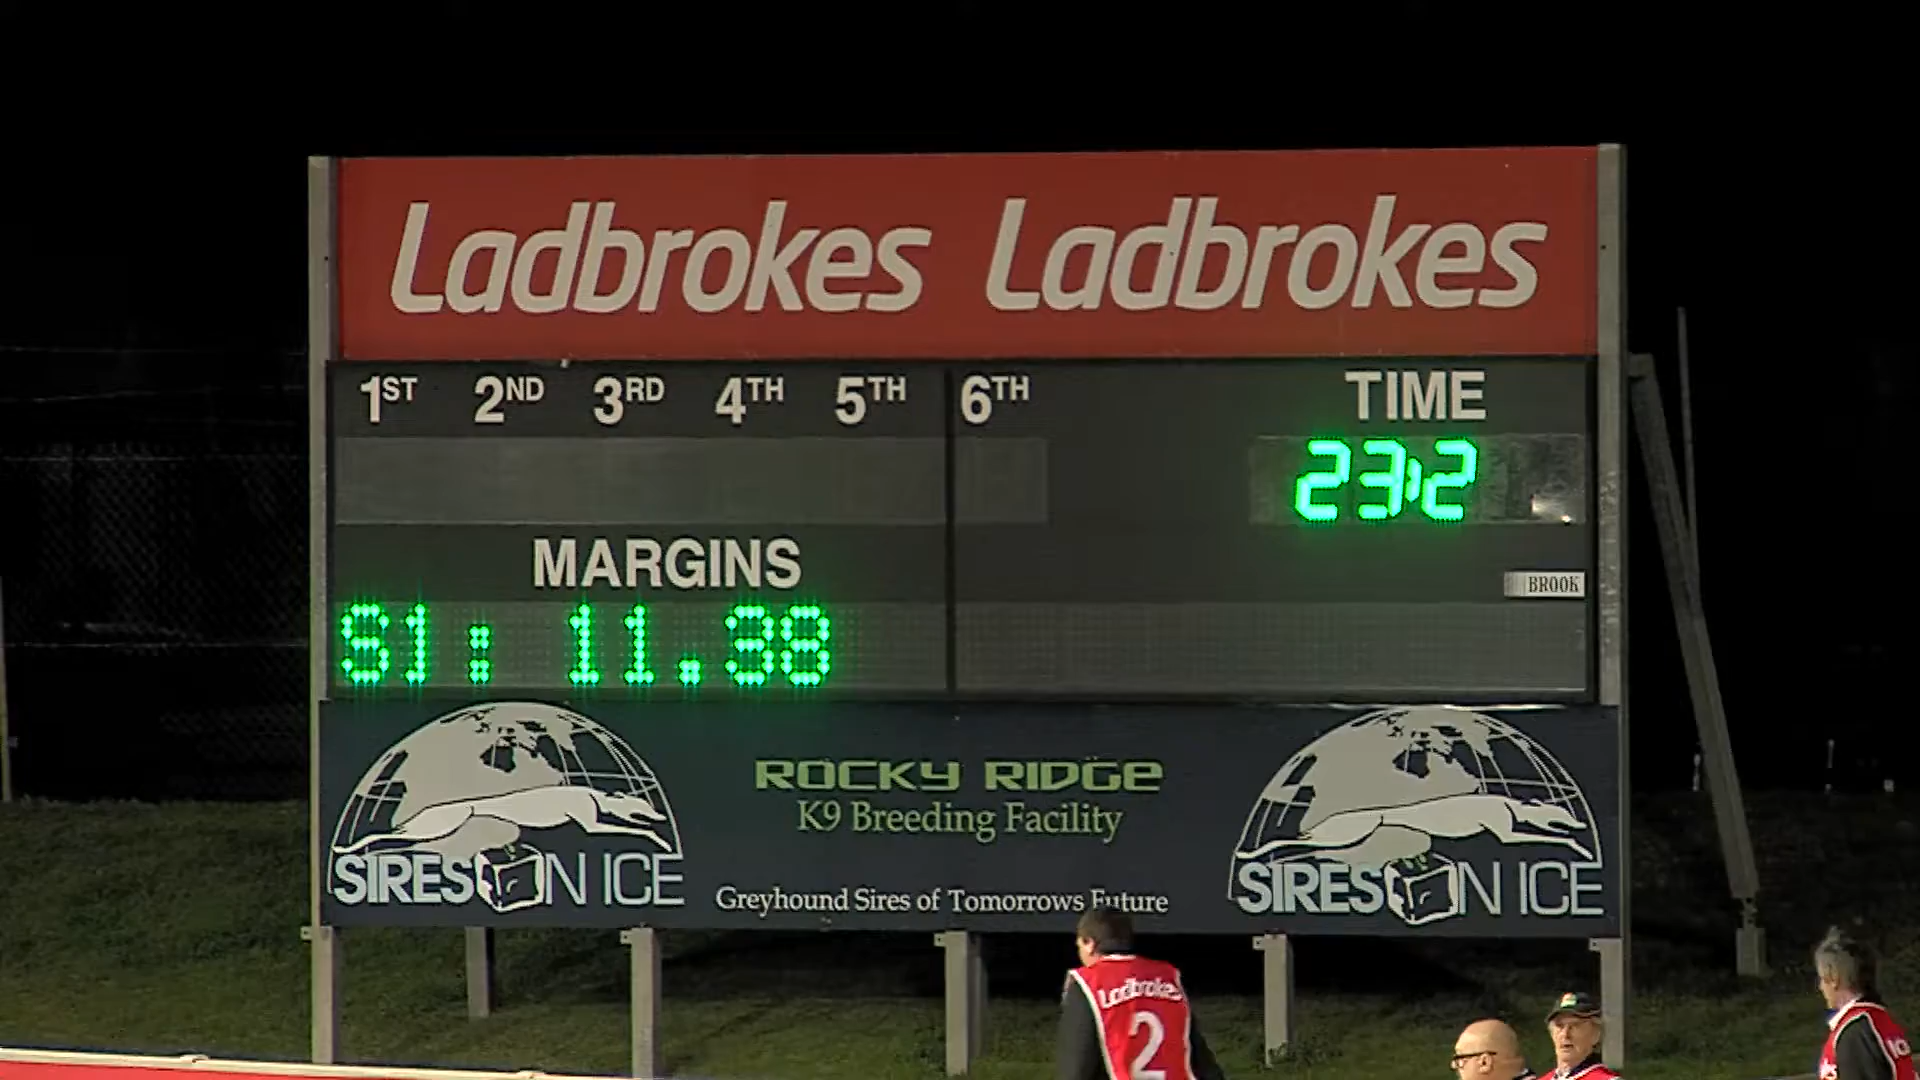 Ladbrokes Ladbrokes
1ST 2ND 3RD 4TH 5TH 6TH TIME
23:2
MARGINS
BROOK
S1: 11.38
ROCKY RIDGE
K9 Breeding Facility
SIRES ON ICE
SIRES ON ICE
Greyhound Sires of Tomorrows Future
Ladbrokes
2